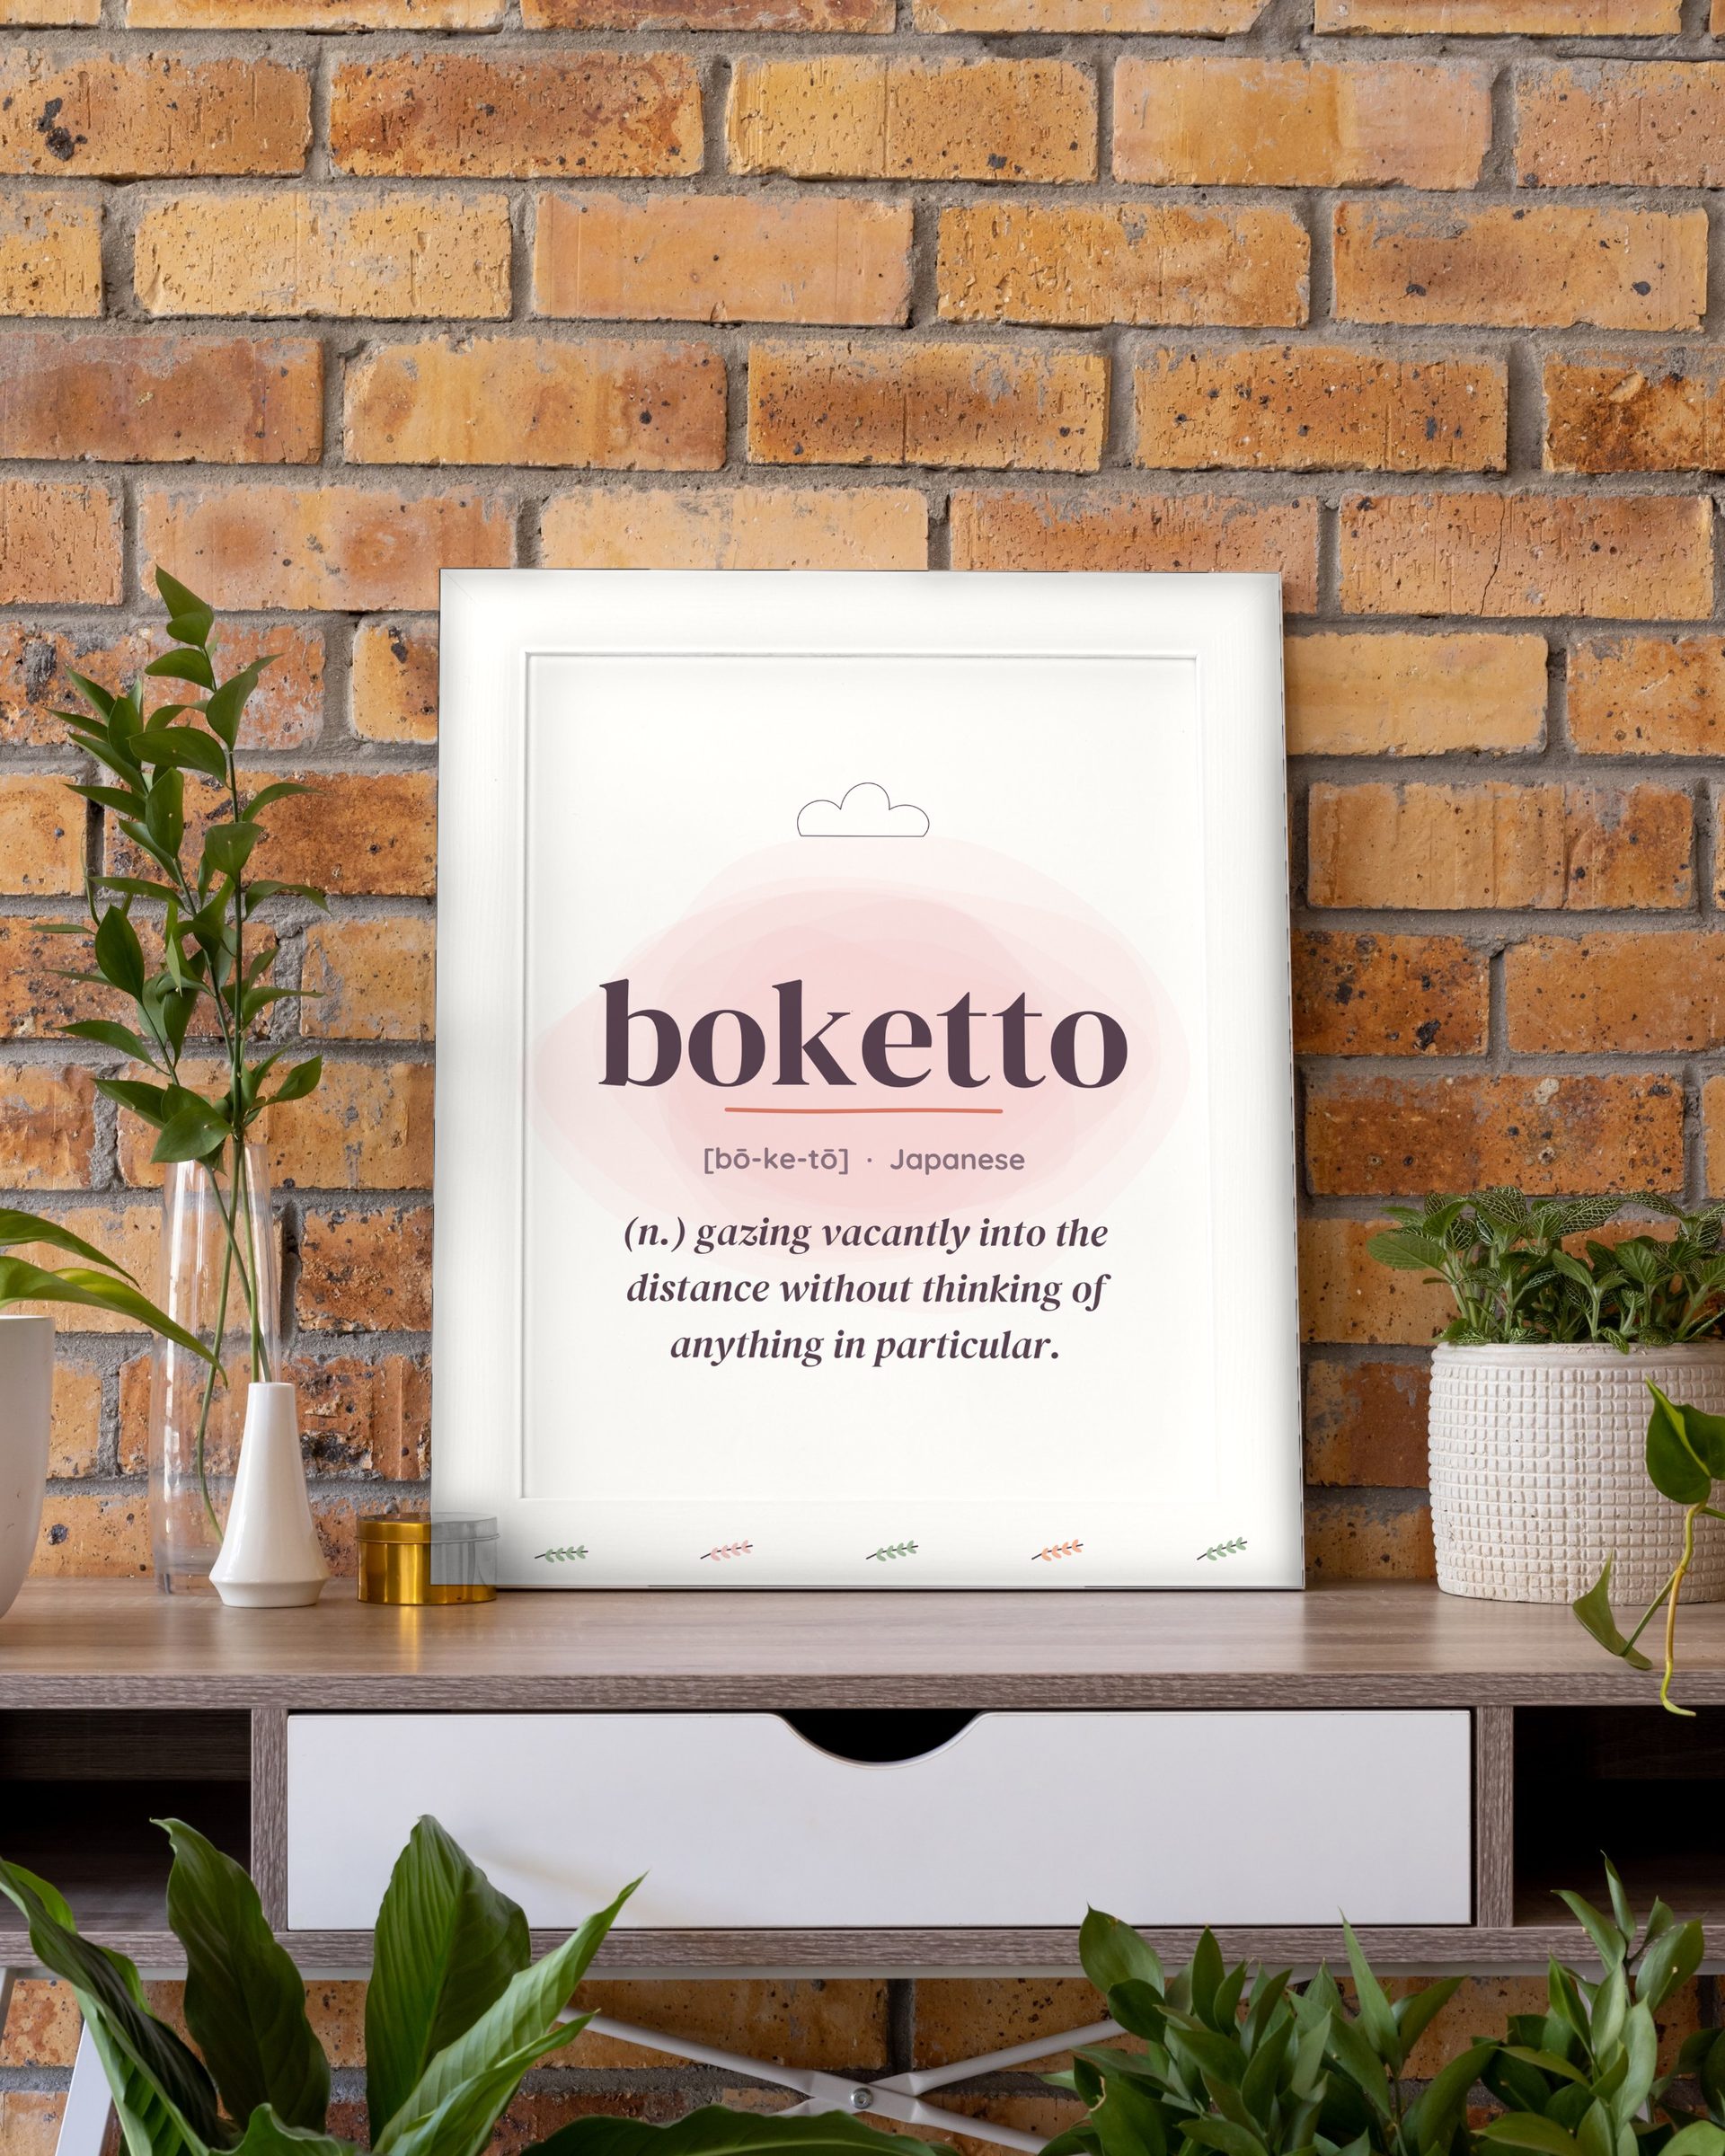 boketto
[bō-ke-tō] · Japanese
(n.) gazing vacantly into the
distance without thinking of
anything in particular.